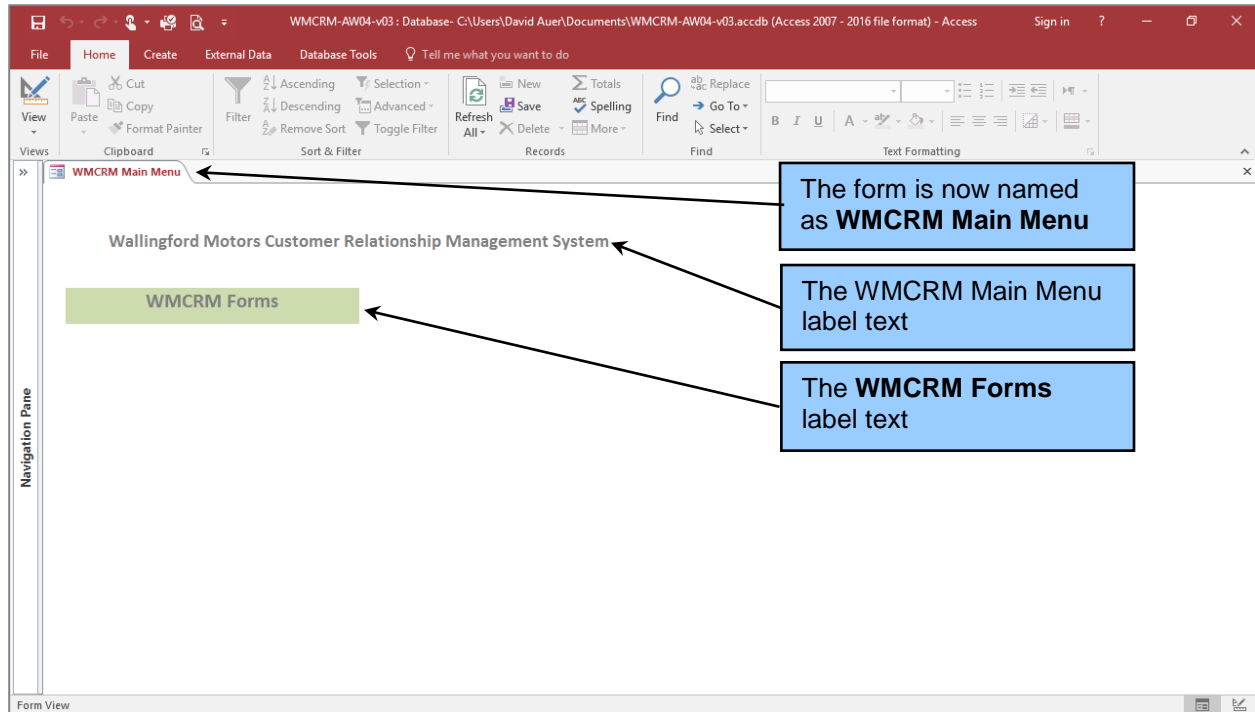 WMCRM-AW04-v03 : Database- C:\Users\David Auer\Documents\WMCRM-AW04-v03.accdb (Access 2007 - 2016 file format) - Access Sign in ?
File Home Create External Data Database Tools Tell me what you want to do
View
Views
Paste
Cut
Copy
Format Painter
Clipboard
Filter
Ascending
Descending
Remove Sort
Selection
Advanced
Toggle Filter
Sort & Filter
Refresh
All
New
Save
Delete
Totals
Spelling
More
Records
Find
Replace
Go To
Select
Find
B I U A
Text Formatting
WMCRM Main Menu
The form is now named
as WMCRM Main Menu
Wallingford Motors Customer Relationship Management System
The WMCRM Main Menu
label text
WMCRM Forms
The WMCRM Forms
label text
Navigation Pane
Form View